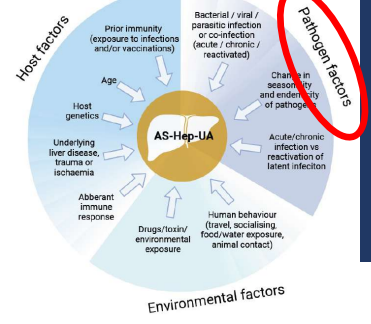 Host factors
Pathogen factors
Environmental factors
Prior immunity
(exposure to infections
and/or vaccinations)
Bacterial / viral /
parasitic infection
or co-infection
(acute / chronic /
reactivated)
Age
Change in
seasonality
and endemicity
of pathogens
Host
genetics
AS-Hep-UA
Acute/chronic
infection vs
reactivation of
latent infeciton
Underlying
liver disease,
trauma or
ischaemia
Abberant
immune
response
Drugs/toxin/
environmental
exposure
Human behaviour
(travel, socialising,
food/water exposure,
animal contact)